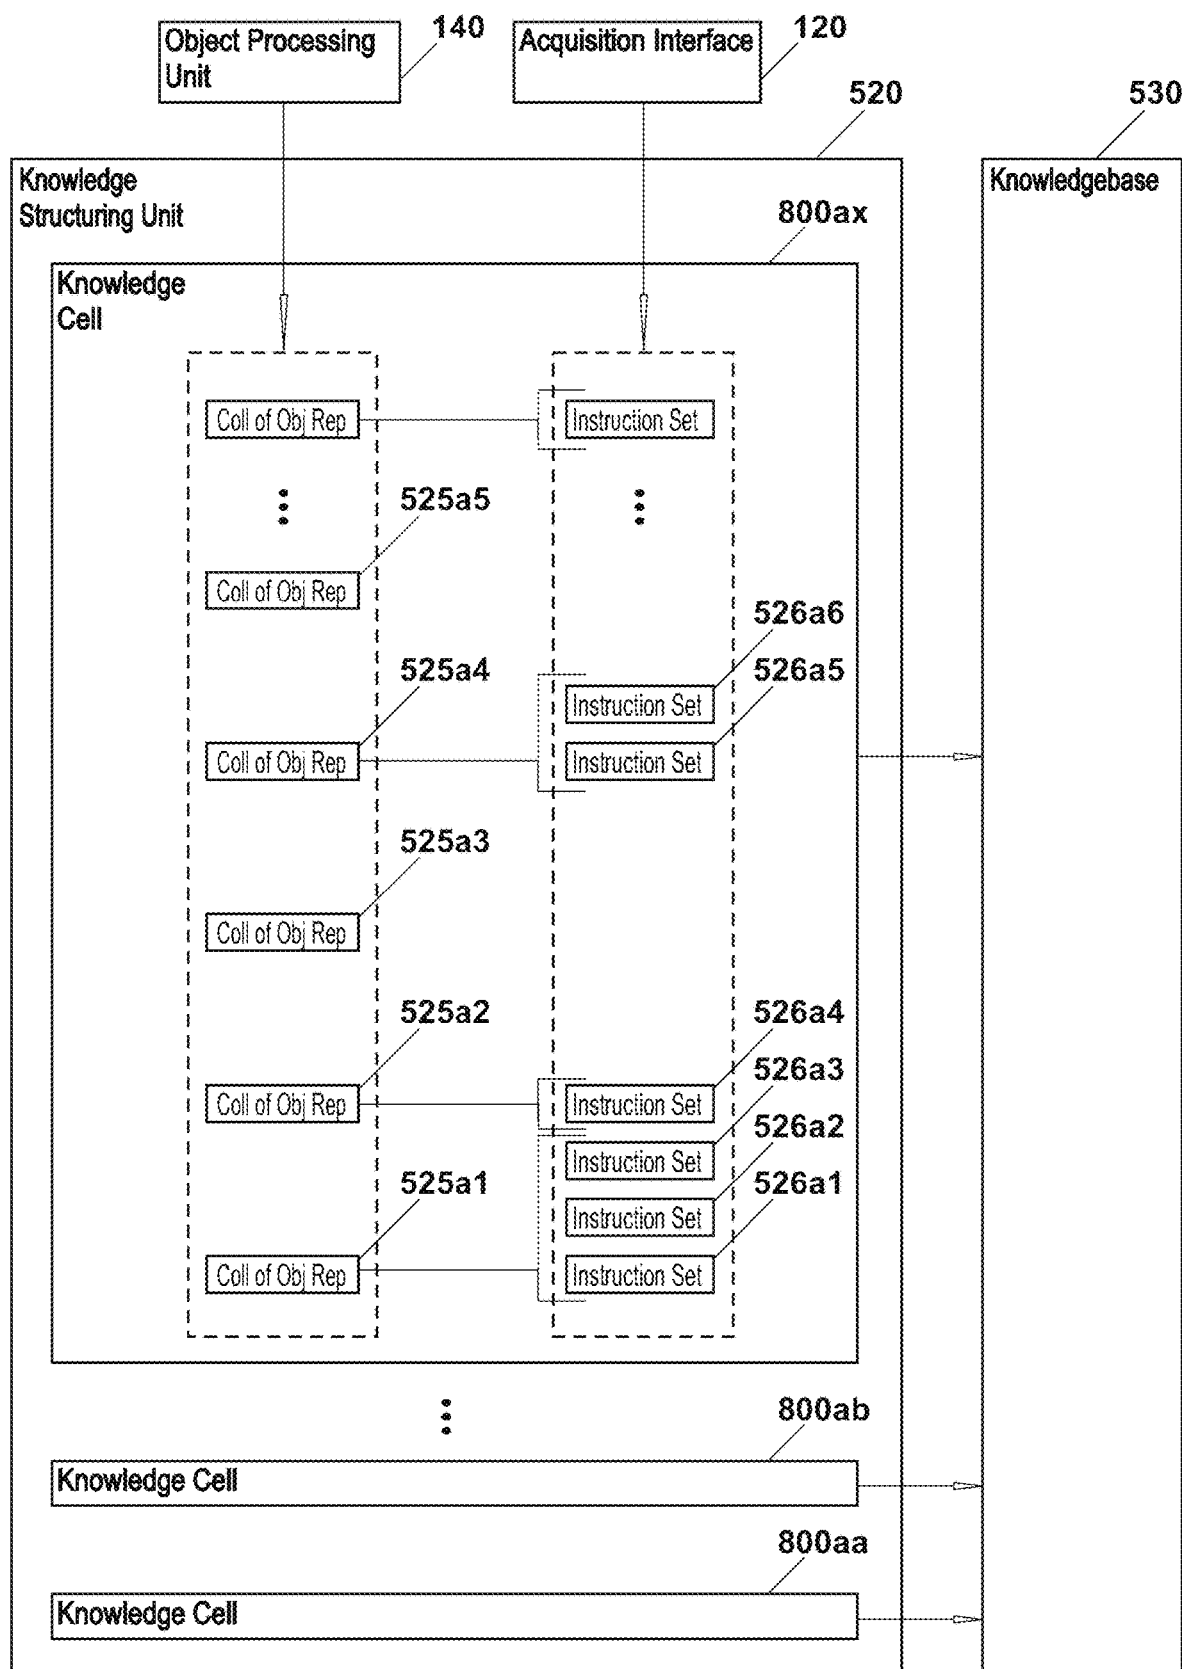 Object Processing
Unit
140
Acquisition Interface
120
520
530
Knowledge
Structuring Unit
Knowledgebase
800ax
Knowledge
Cell
Coll of Obj Rep
Instruction Set
525a5
Coll of Obj Rep
526a6
525a4
Instruction Set
526a5
Coll of Obj Rep
Instruction Set
525a3
Coll of Obj Rep
525a2
526a4
526a3
Coll of Obj Rep
Instruction Set
526a2
Instruction Set
525a1
526a1
Instruction Set
Coll of Obj Rep
Instruction Set
800ab
Knowledge Cell
800aa
Knowledge Cell